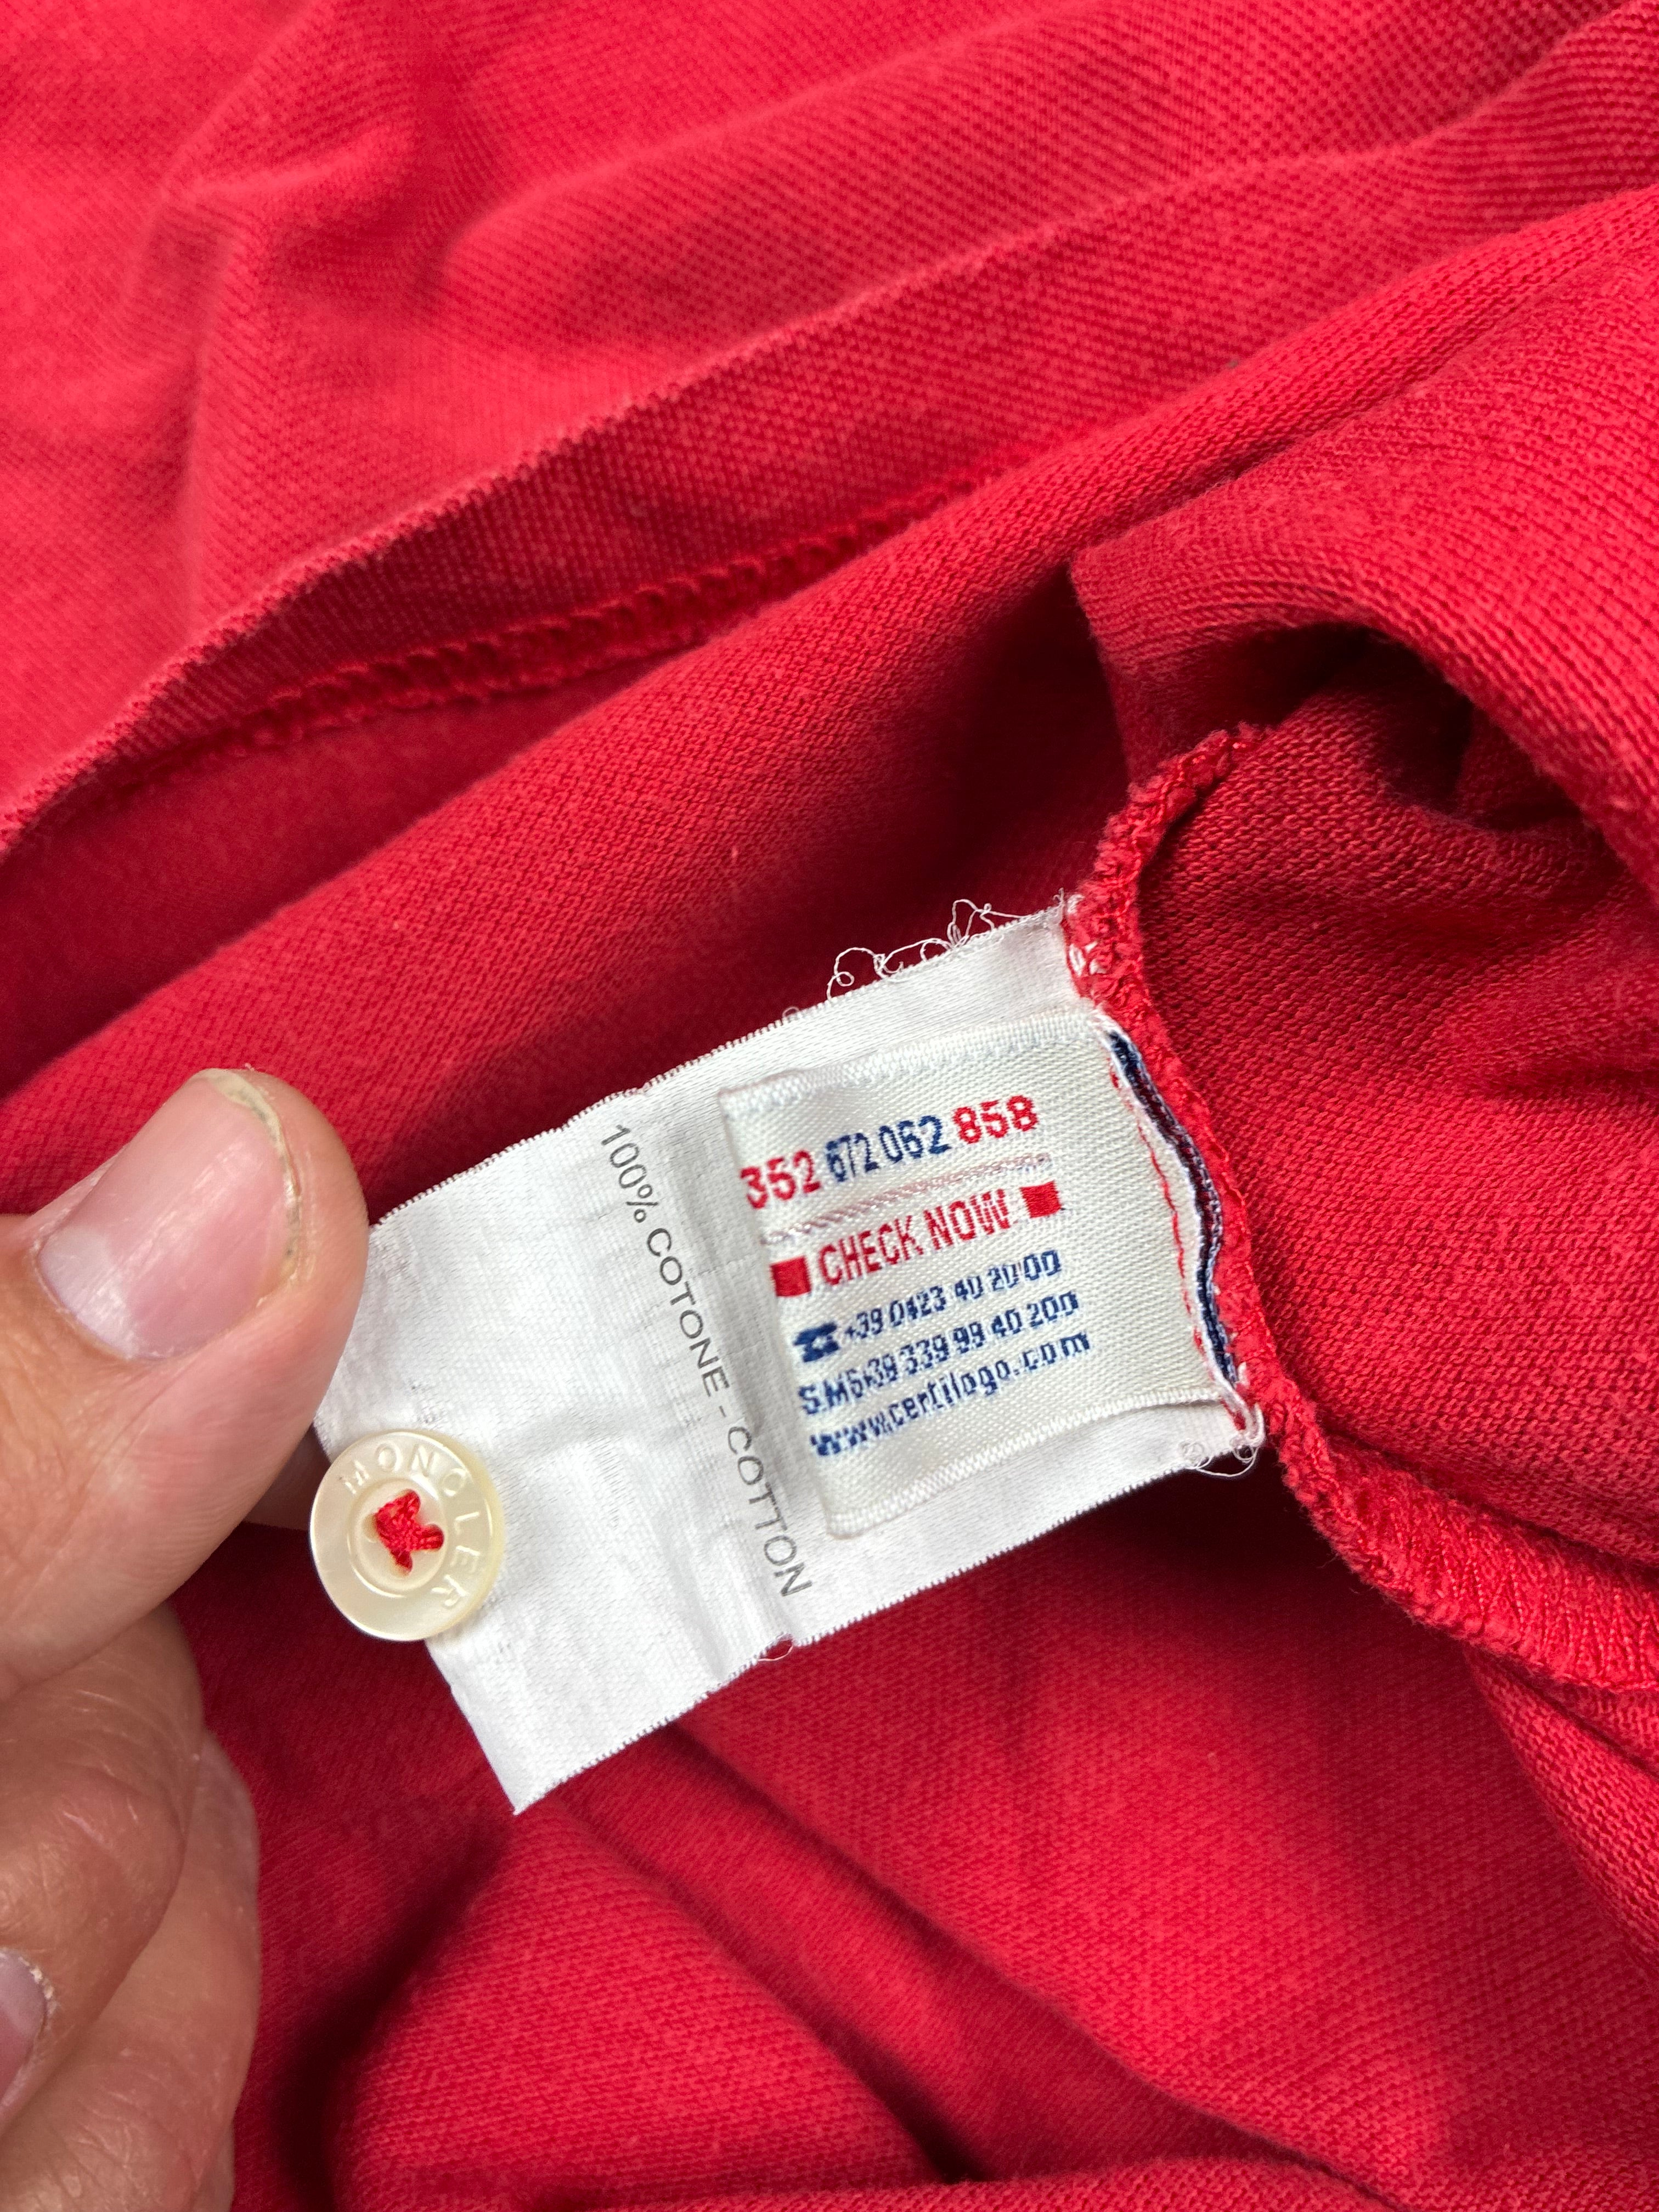 352 672 062 858
CHECK NOW
+39 0423 40 20 00
SMS+39 339 99 40 200
www.certilogo.com
100% COTONE - COTTON
MONCLER